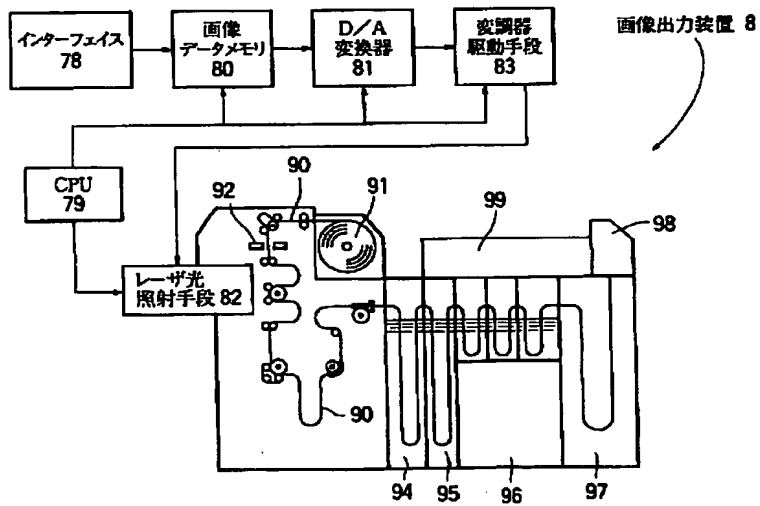 インターフェイス
78
画像
データメモリ
80
D/A
変換器
81
変調器
駆動手段
83
画像出力装置 8
CPU
79
レーザ光
照射手段 82
92
90
91
99
98
90
94
95
96
97